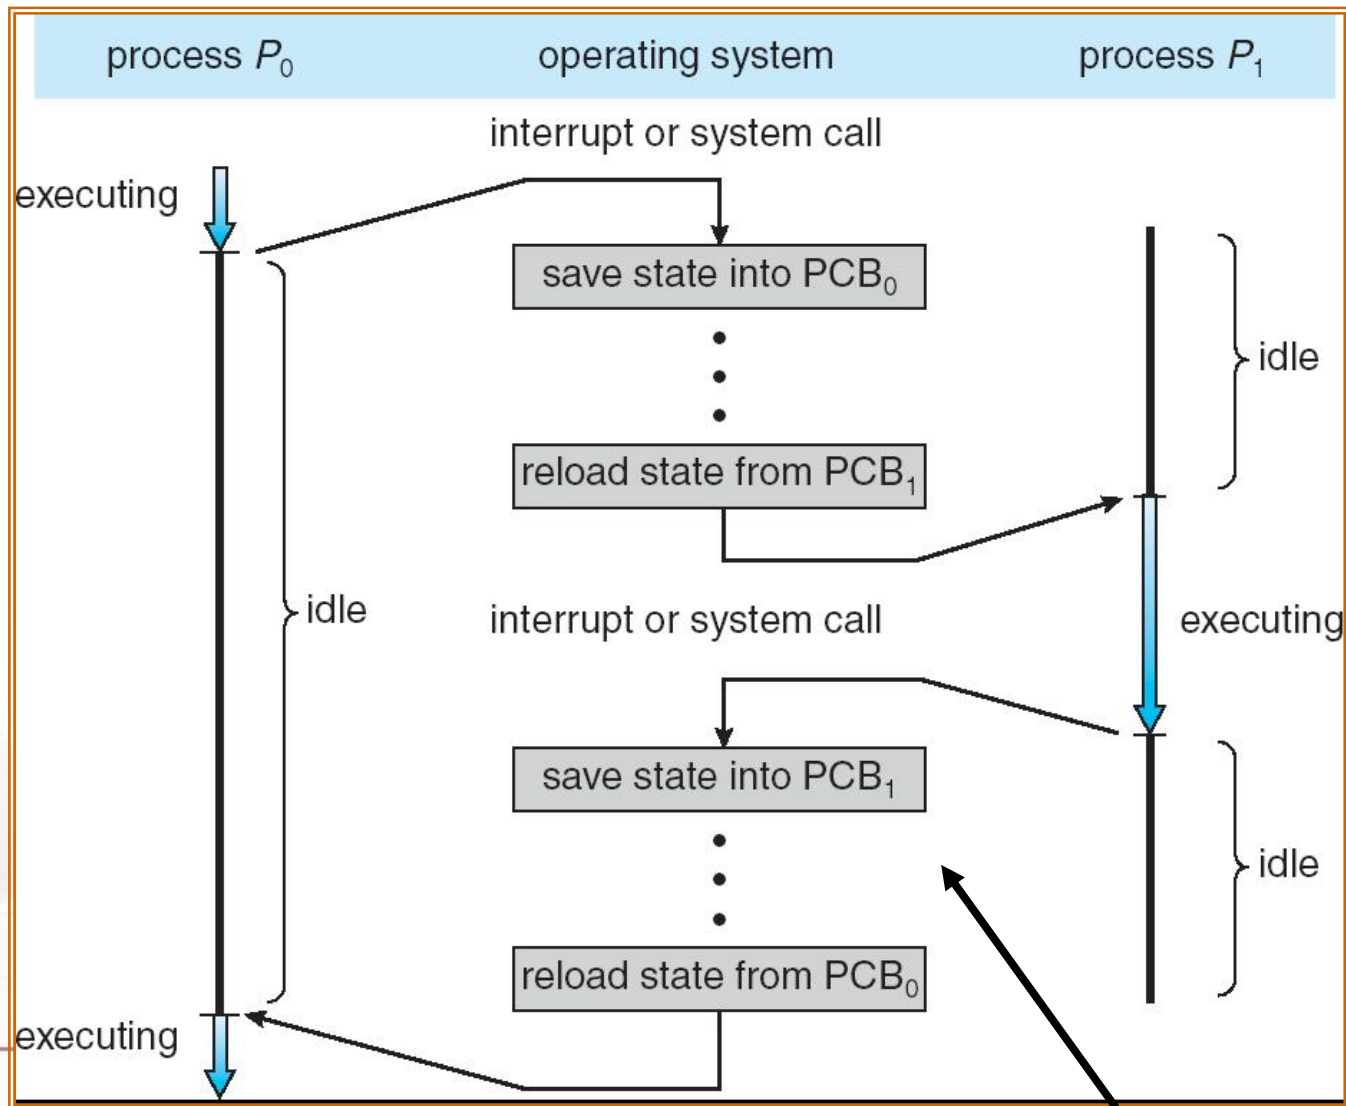 process P₀ operating system process P₁
interrupt or system call
executing
save state into PCB₀
idle
reload state from PCB₁
idle
interrupt or system call
executing
save state into PCB₁
idle
reload state from PCB₀
executing